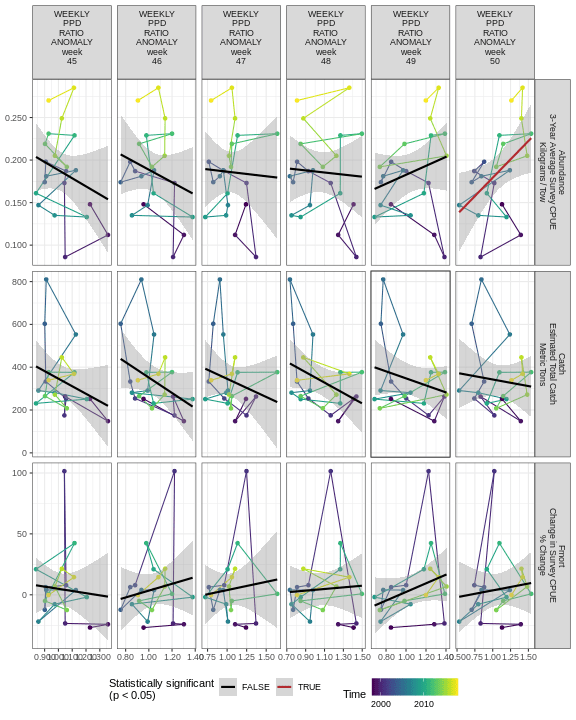 WEEKLY
PPD
RATIO
ANOMALY
week
45
WEEKLY
PPD
RATIO
ANOMALY
week
46
WEEKLY
PPD
RATIO
ANOMALY
week
47
WEEKLY
PPD
RATIO
ANOMALY
week
48
WEEKLY
PPD
RATIO
ANOMALY
week
49
WEEKLY
PPD
RATIO
ANOMALY
week
50
0.250
0.200
0.150
0.100
Abundance
3-Year Average Survey CPUE
Kilograms / Tow
800
600
400
200
0
Catch
Estimated Total Catch
Metric Tons
100
50
0
Fmort
Change in Survey CPUE
% Change
0.80 1.00 1.20 1.40
0.75 1.00 1.25 1.50
0.70 0.90 1.10 1.30 1.50
0.80 1.00 1.20 1.40
0.50 0.75 1.00 1.25 1.50
Statistically significant
(p < 0.05)
FALSE
TRUE
Time
2000
2010